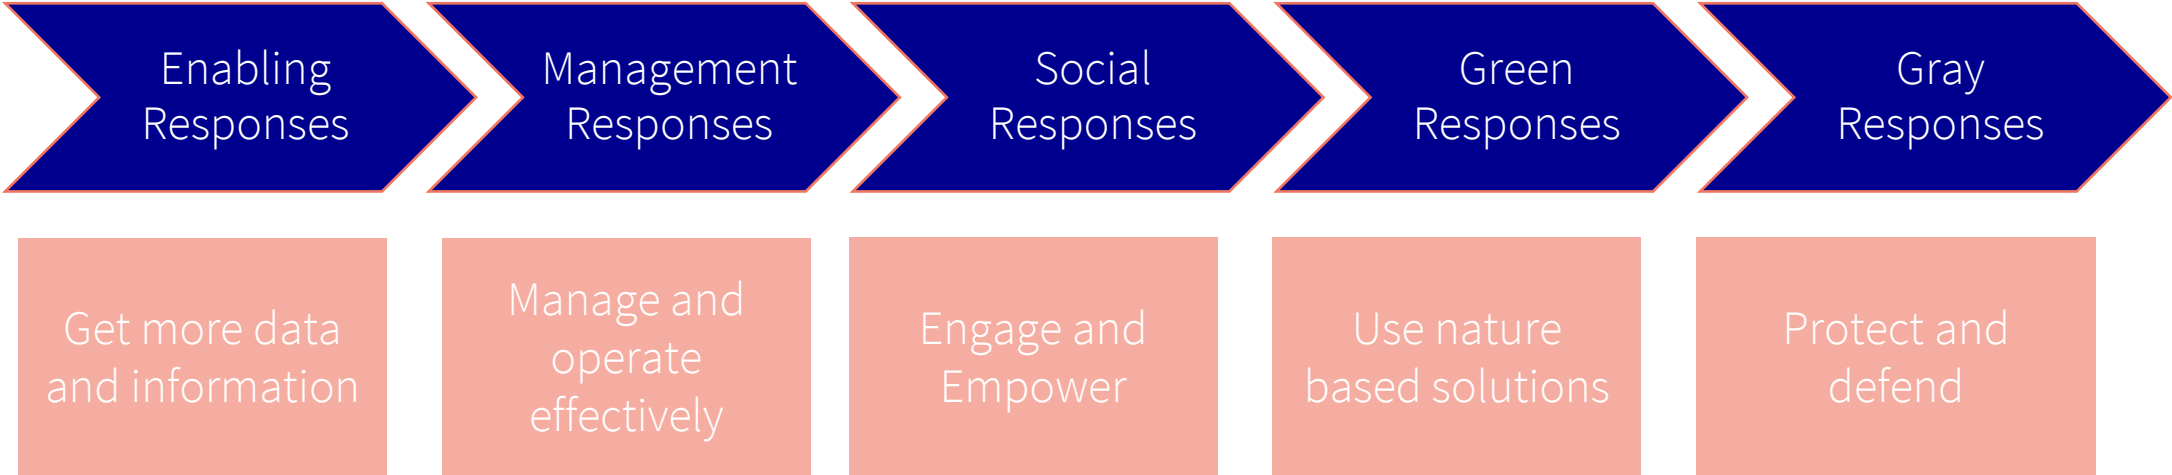 Enabling
Responses
Management
Responses
Social
Responses
Green
Responses
Gray
Responses
Get more data
and information
Manage and
operate
effectively
Engage and
Empower
Use nature
based solutions
Protect and
defend